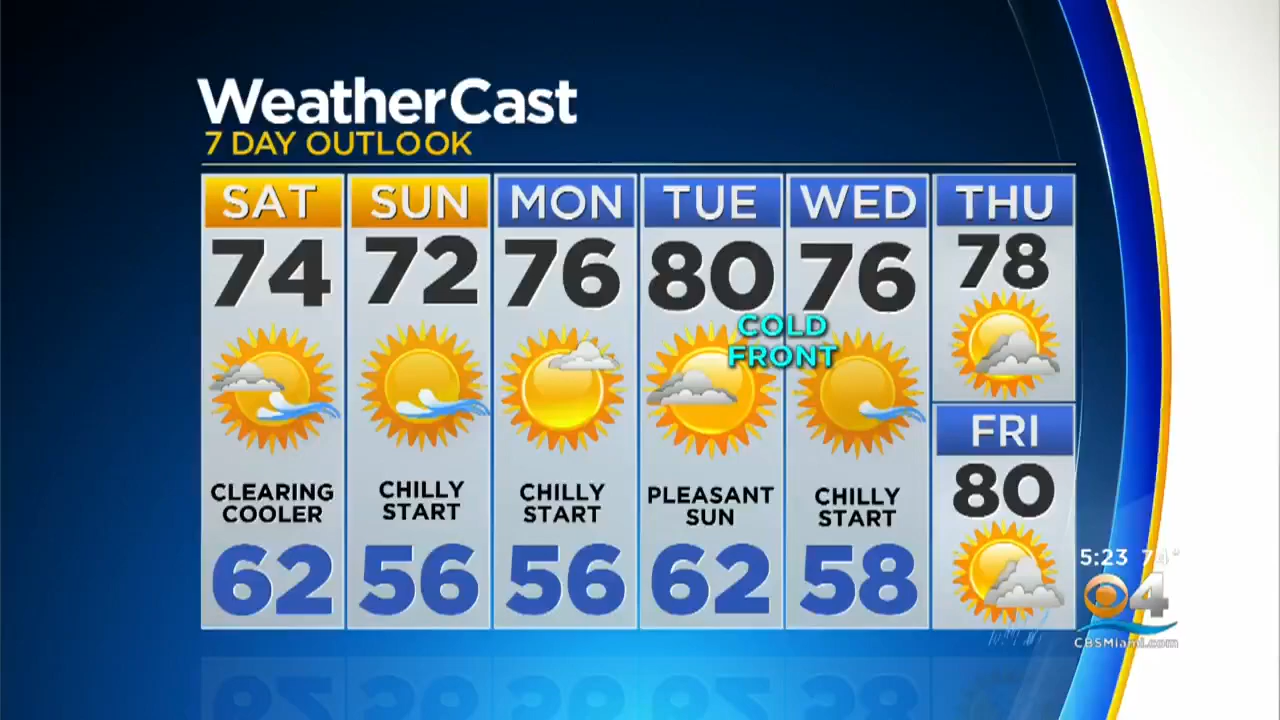 WeatherCast
7 DAY OUTLOOK
SAT
74
CLEARING
COOLER
62
SUN
72
CHILLY
START
56
MON
76
CHILLY
START
56
TUE
80
PLEASANT
SUN
62
COLD
FRONT
WED
76
CHILLY
START
58
THU
78
FRI
80
5:23 74°
4
CBSMiami.com